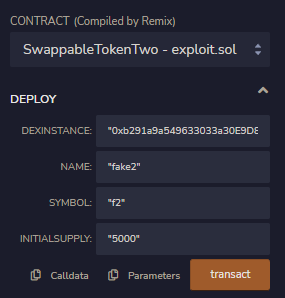 CONTRACT (Compiled by Remix)
SwappableTokenTwo - exploit.sol
DEPLOY
DEXINSTANCE: "0xb291a9a549633033a30E9D8
NAME: "fake2"
SYMBOL: "f2"
INITIALSUPPLY: "5000"
Calldata Parameters transact